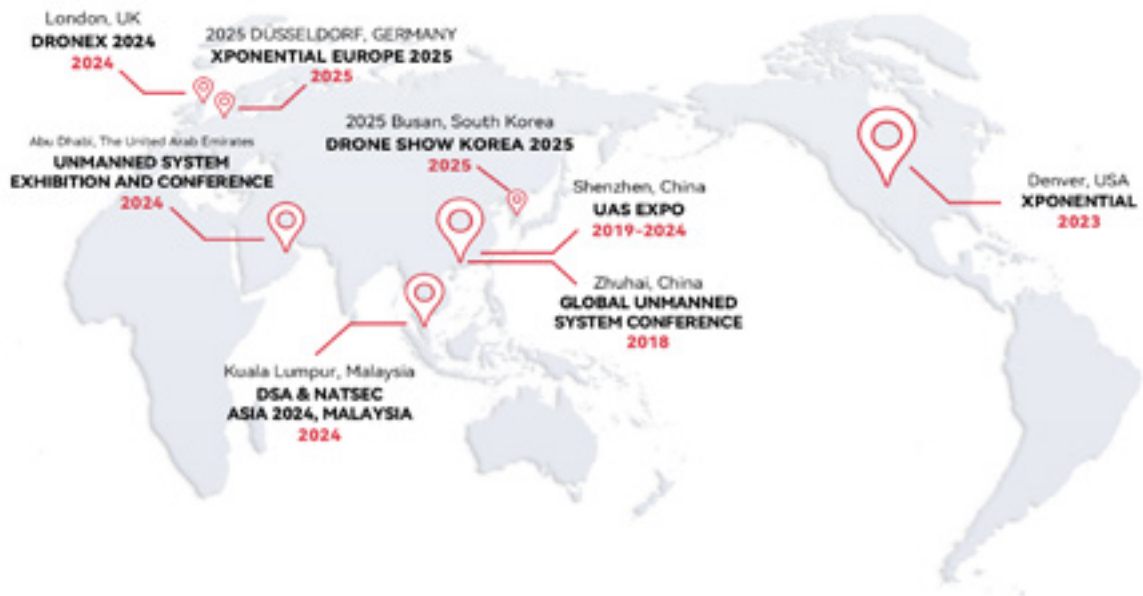 London, UK
DRONEX 2024
2024
2025 DÜSSELDORF, GERMANY
XPONENTIAL EUROPE 2025
2025
Abu Dhabi, The United Arab Emirates
UNMANNED SYSTEM
EXHIBITION AND CONFERENCE
2024
2025 Busan, South Korea
DRONE SHOW KOREA 2025
2025
Shenzhen, China
UAS EXPO
2019-2024
Zhuhai, China
GLOBAL UNMANNED
SYSTEM CONFERENCE
2018
Denver, USA
XPONENTIAL
2023
Kuala Lumpur, Malaysia
DSA & NATSEC
ASIA 2024, MALAYSIA
2024